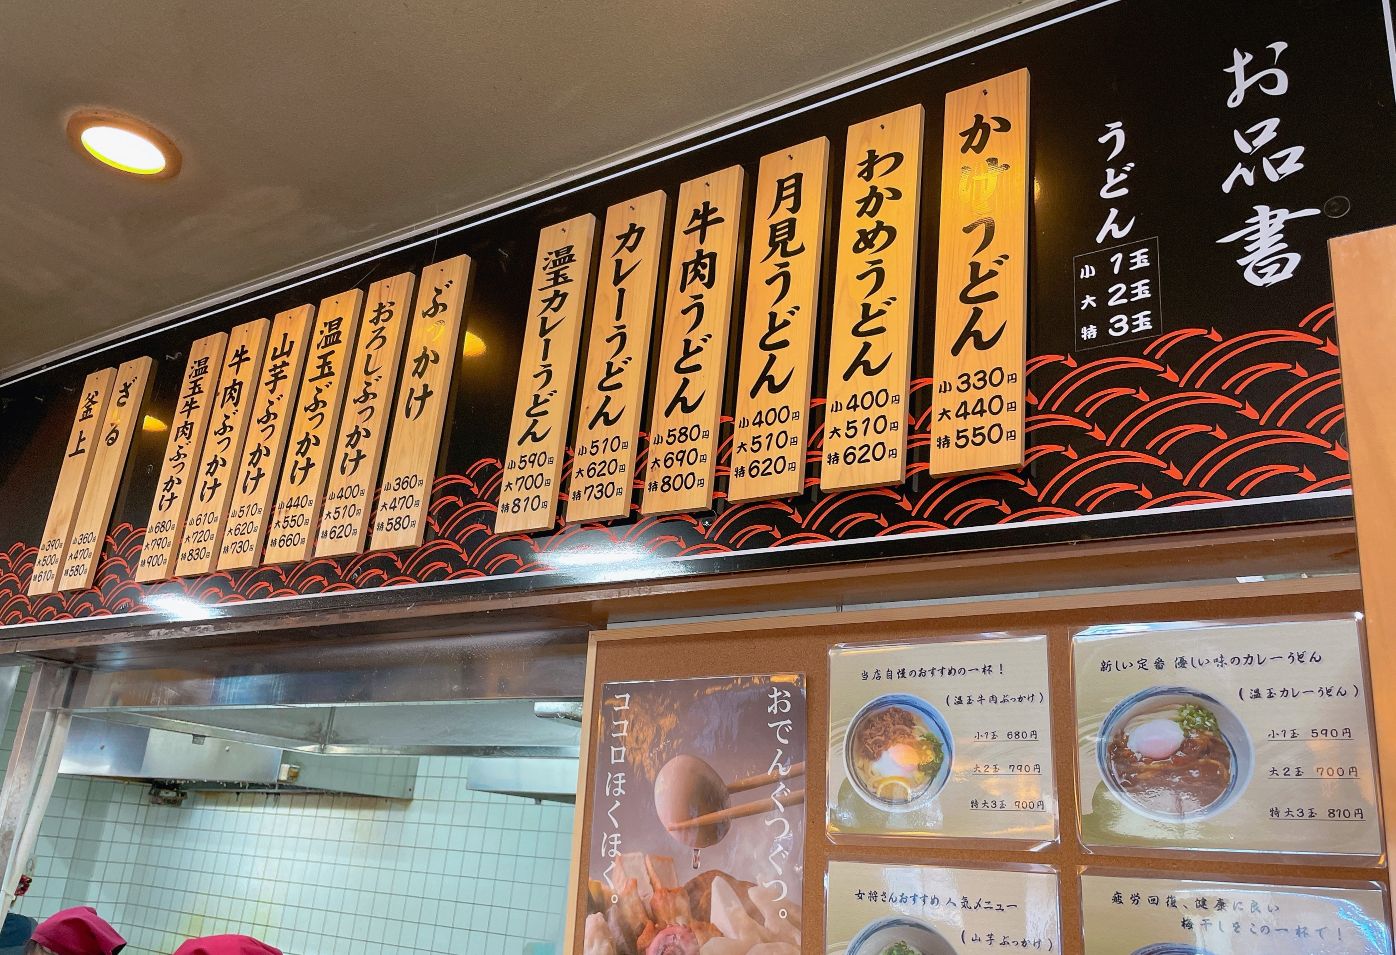 お品書
うどん
小 1玉
大 2玉
特 3玉
かけうどん
小330円
大440円
特550円
わかめうどん
小400円
大510円
特620円
月見うどん
小400円
大510円
特620円
牛肉うどん
小580円
大690円
特800円
カレーうどん
小510円
大620円
特730円
温玉カレーうどん
小590円
大700円
特810円
ぶっかけ
小360円
大470円
特580円
おろしぶっかけ
小400円
大510円
特620円
温玉ぶっかけ
小440円
大550円
特660円
山芋ぶっかけ
小510円
大620円
特730円
牛肉ぶっかけ
小610円
大720円
特830円
温玉牛肉ぶっかけ
小680円
大790円
特900円
ざる
小360円
大470円
特580円
釜上
小390円
大500円
特610円
おでんぐつぐつ。
ココロほくほく。
当店自慢のおすすめの一杯!
(温玉牛肉ぶっかけ)
小1玉 680円
大2玉 790円
特大3玉 900円
新しい定番 優しい味のカレーうどん
(温玉カレーうどん)
小1玉 590円
大2玉 700円
特大3玉 810円
女将さんおすすめ人気メニュー
(山芋ぶっかけ)
疲労回復、健康に良い
梅干しをこの一杯で!